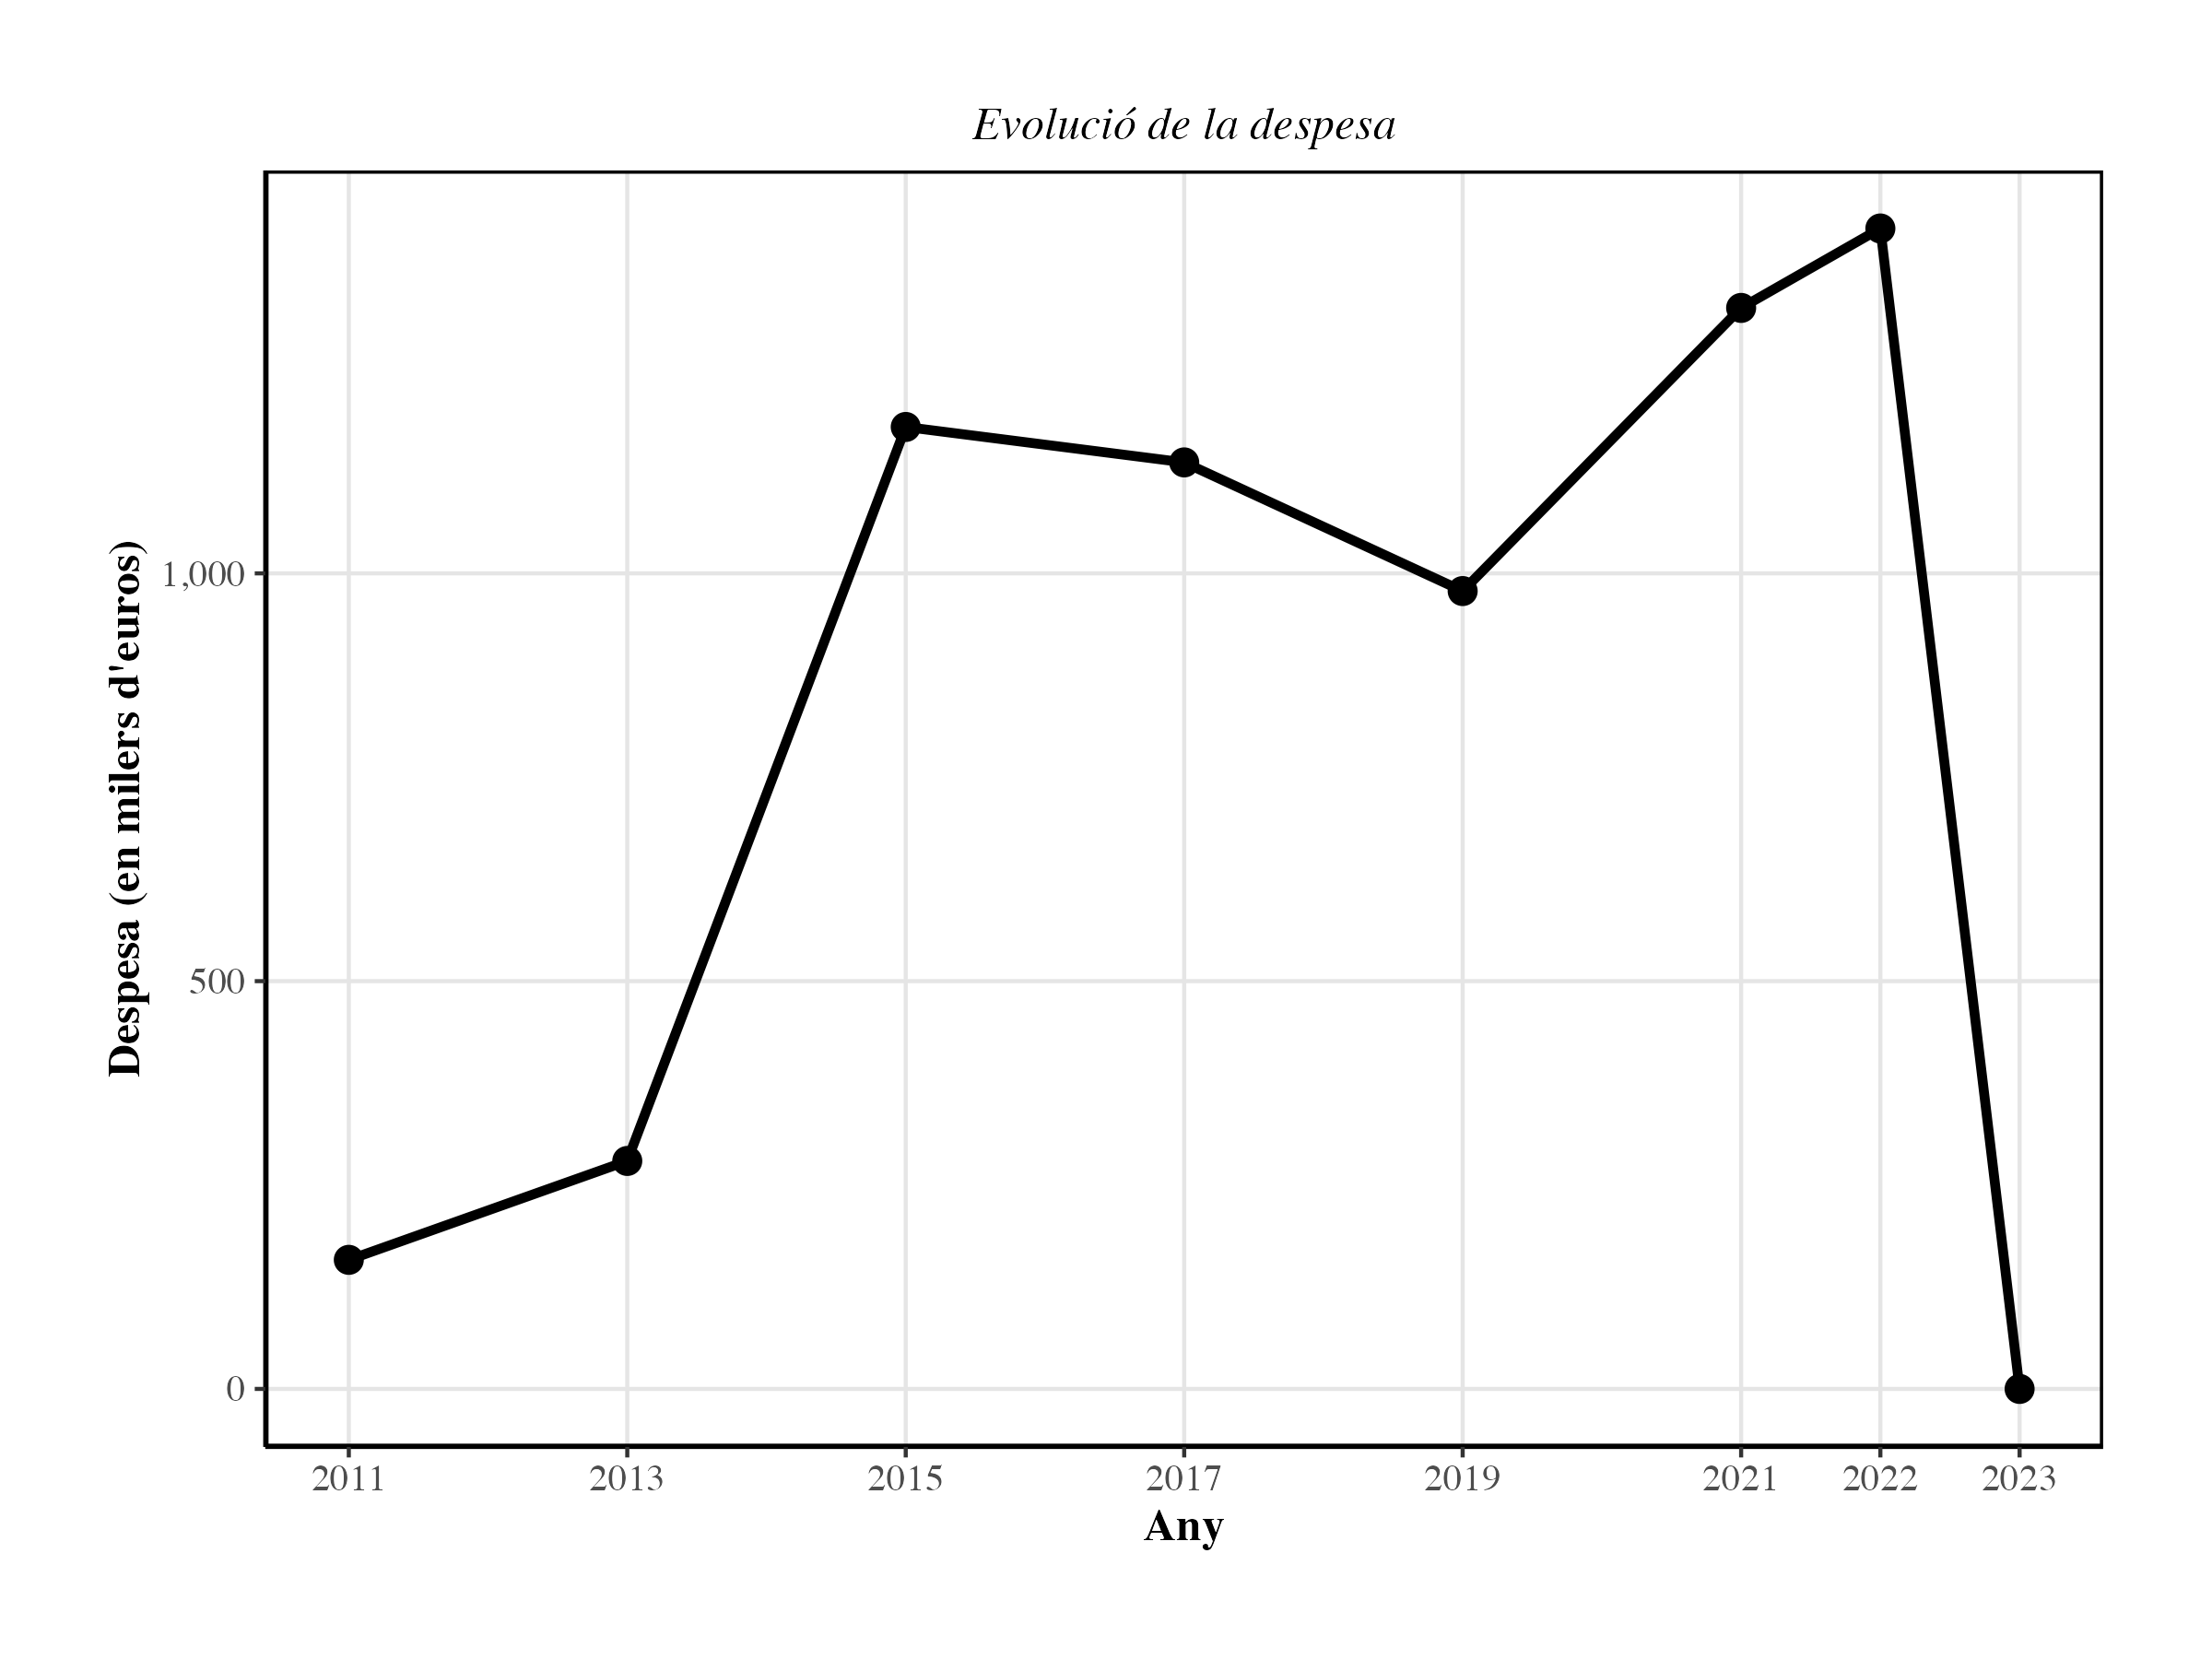 Evolució de la despesa
Despesa (en milers d'euros)
1,000
500
0
2011 2013 2015 2017 2019 2021 2022 2023
Any